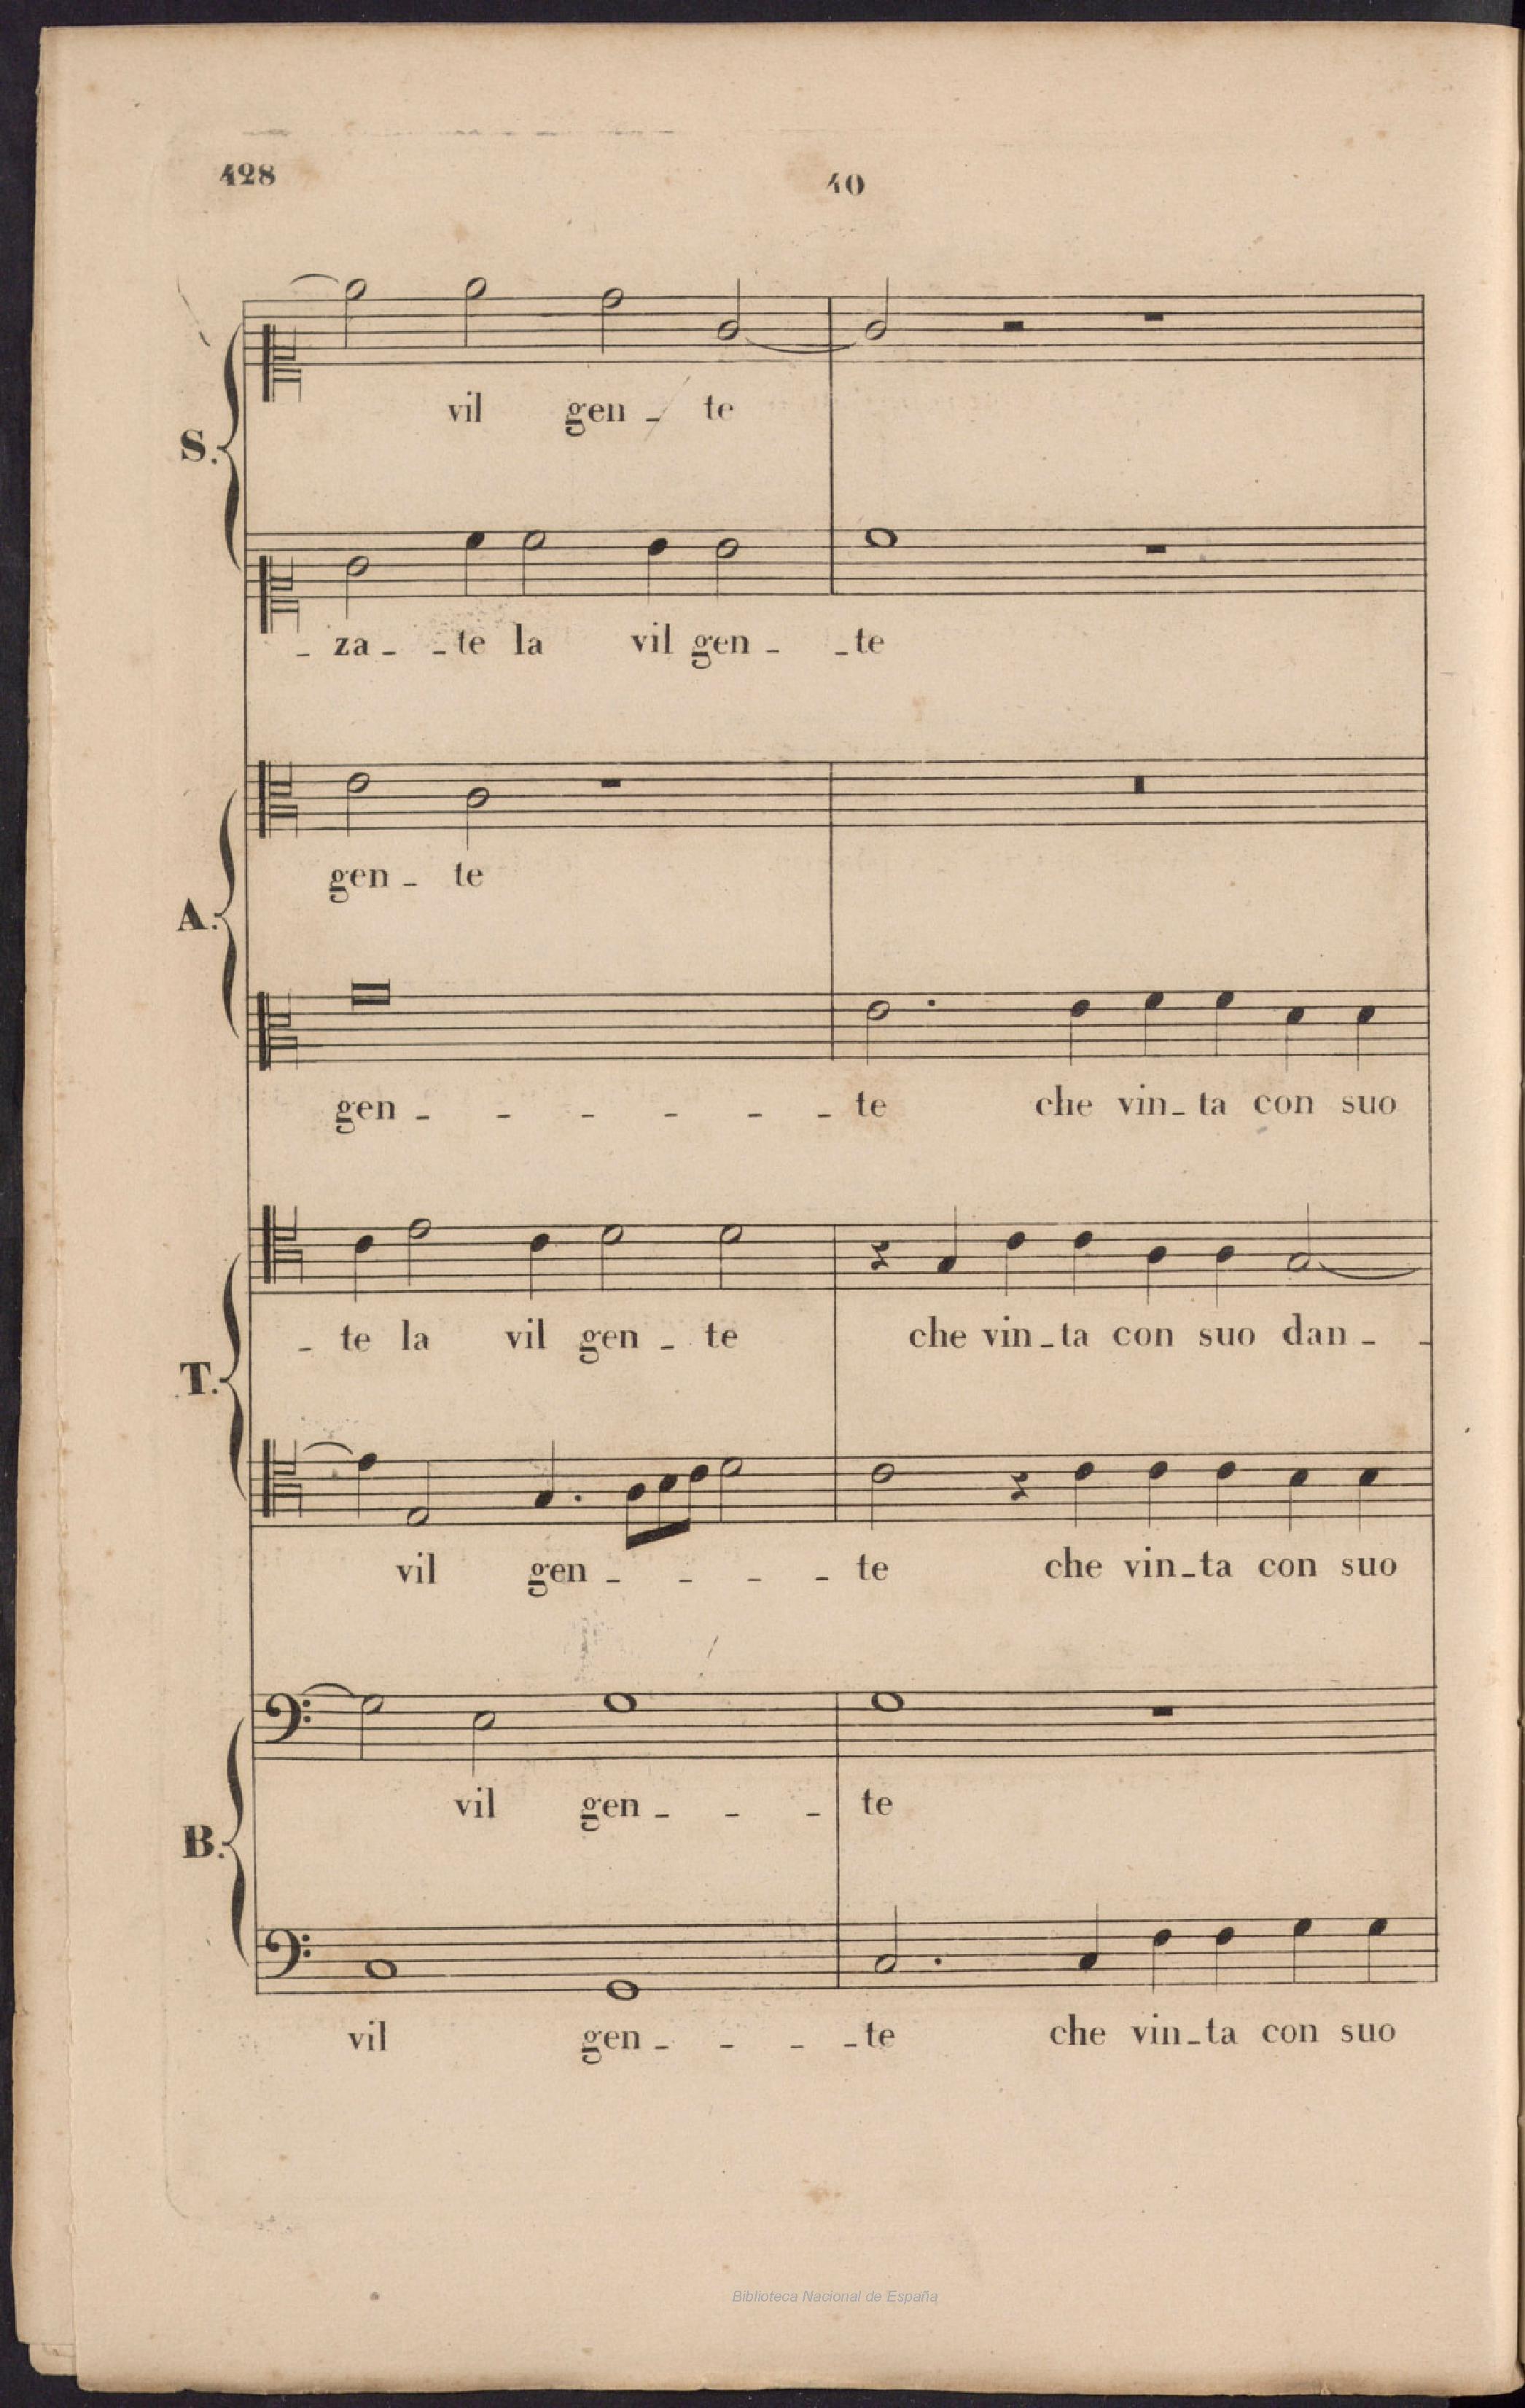 428
40
vil gen - te
S.
- za - - te la vil gen - - te
gen - te
A.
gen - - - - - - te che vin - ta con suo
- te la vil gen - te che vin - ta con suo dan - -
T.
vil gen - - - - te che vin - ta con suo
vil gen - - - te
B.
vil gen - - - - te che vin - ta con suo
Biblioteca Nacional de España